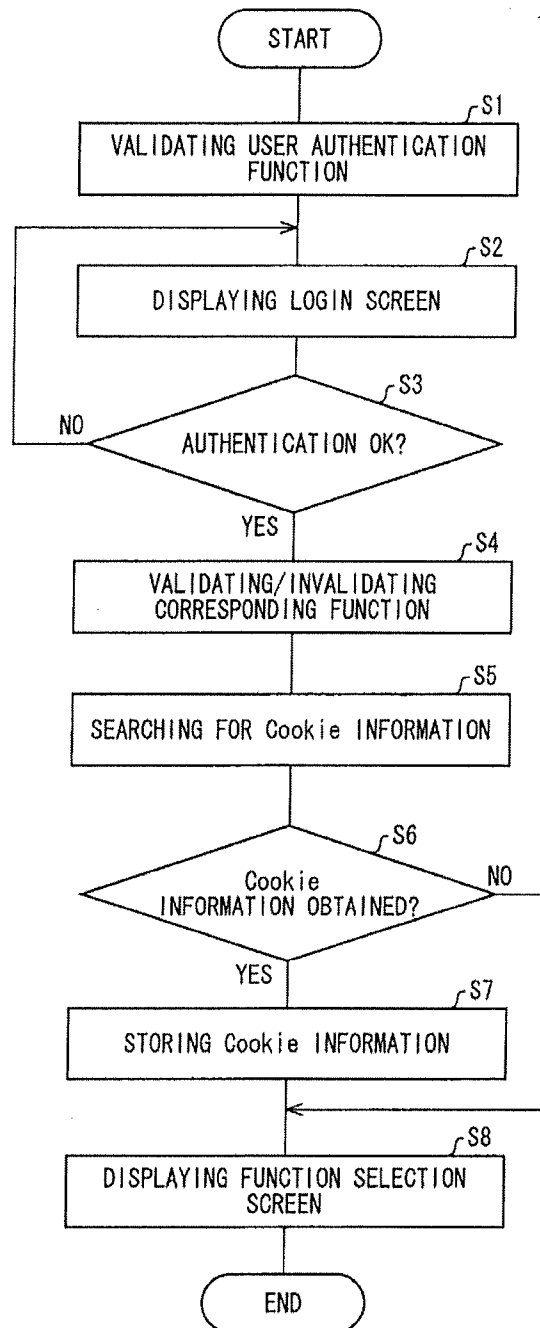 START
S1
VALIDATING USER AUTHENTICATION
FUNCTION
S2
DISPLAYING LOGIN SCREEN
S3
NO
AUTHENTICATION OK?
YES
S4
VALIDATING/INVALIDATING
CORRESPONDING FUNCTION
S5
SEARCHING FOR Cookie INFORMATION
S6
Cookie
NO
INFORMATION OBTAINED?
YES
S7
STORING Cookie INFORMATION
S8
DISPLAYING FUNCTION SELECTION
SCREEN
END